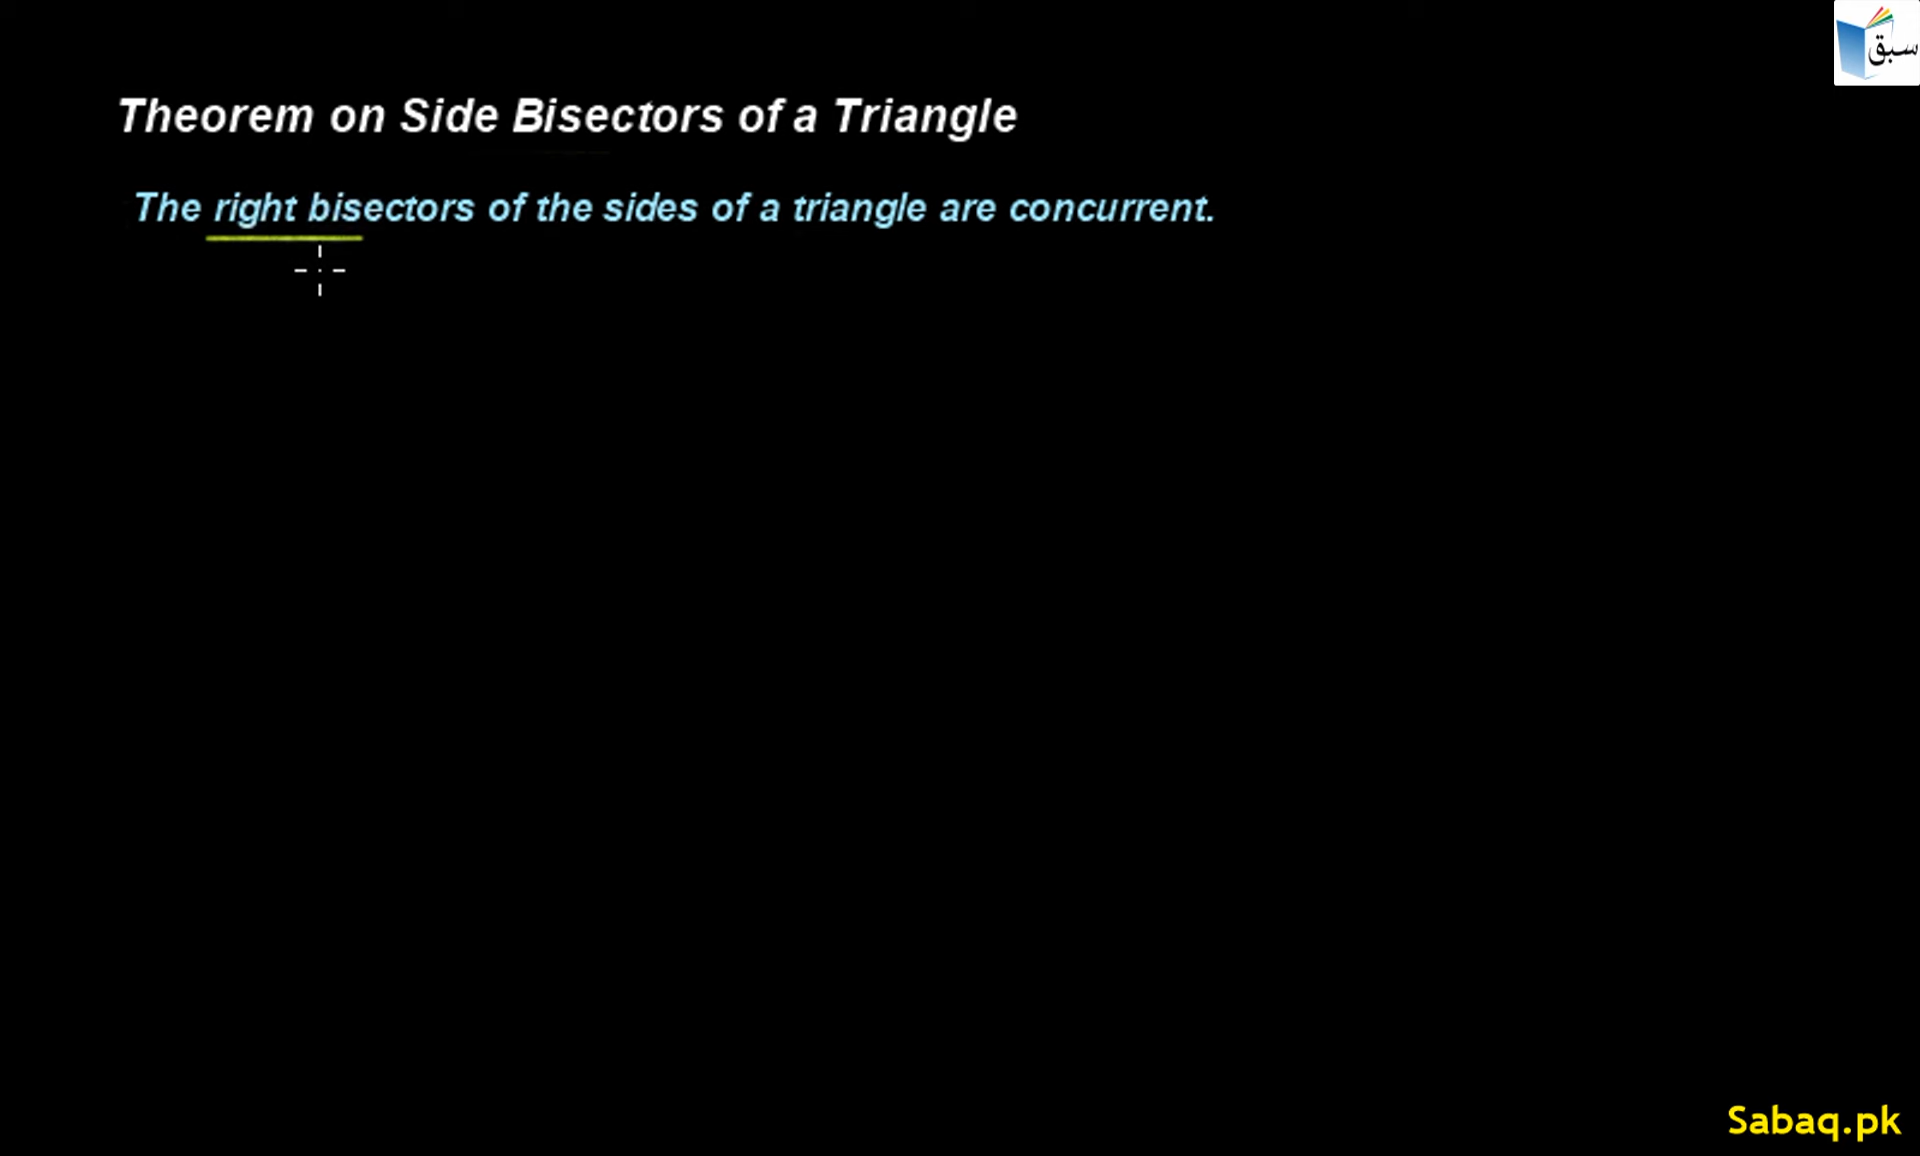 سبق
Theorem on Side Bisectors of a Triangle
The right bisectors of the sides of a triangle are concurrent.
Sabaq.pk